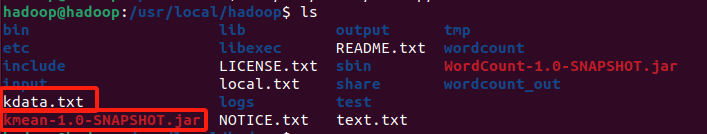 hadoop@hadoop:/usr/local/hadoop$ ls
bin lib output tmp
etc libexec README.txt wordcount
include LICENSE.txt sbin WordCount-1.0-SNAPSHOT.jar
input local.txt share wordcount_out
kdata.txt logs test
kmean-1.0-SNAPSHOT.jar NOTICE.txt text.txt